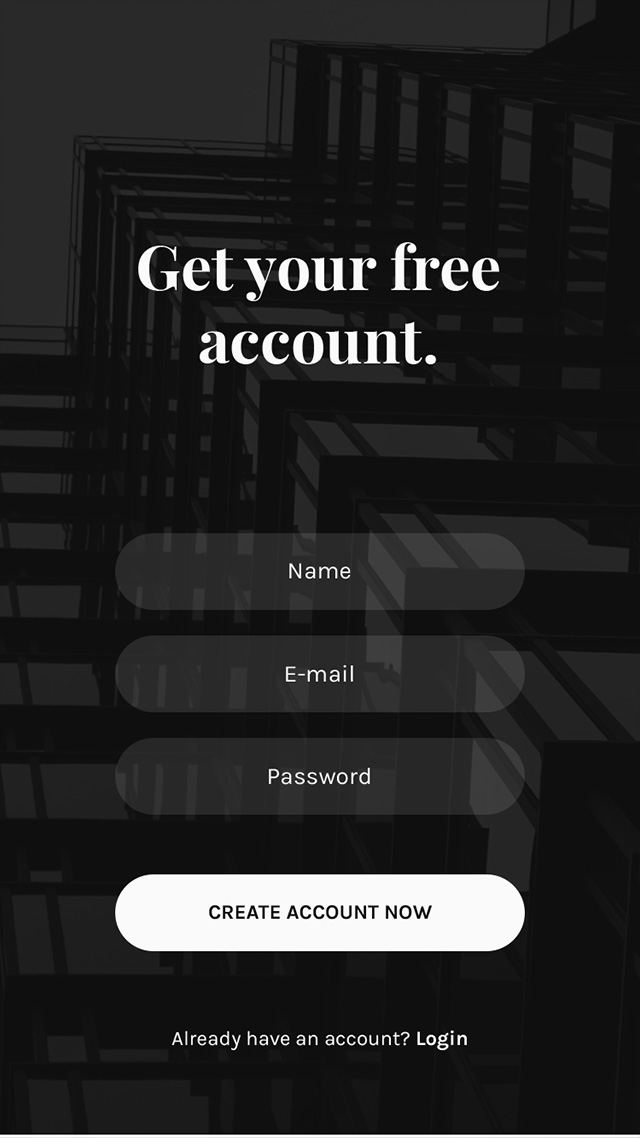 Get your free
account.
Name
E-mail
Password
CREATE ACCOUNT NOW
Already have an account? Login